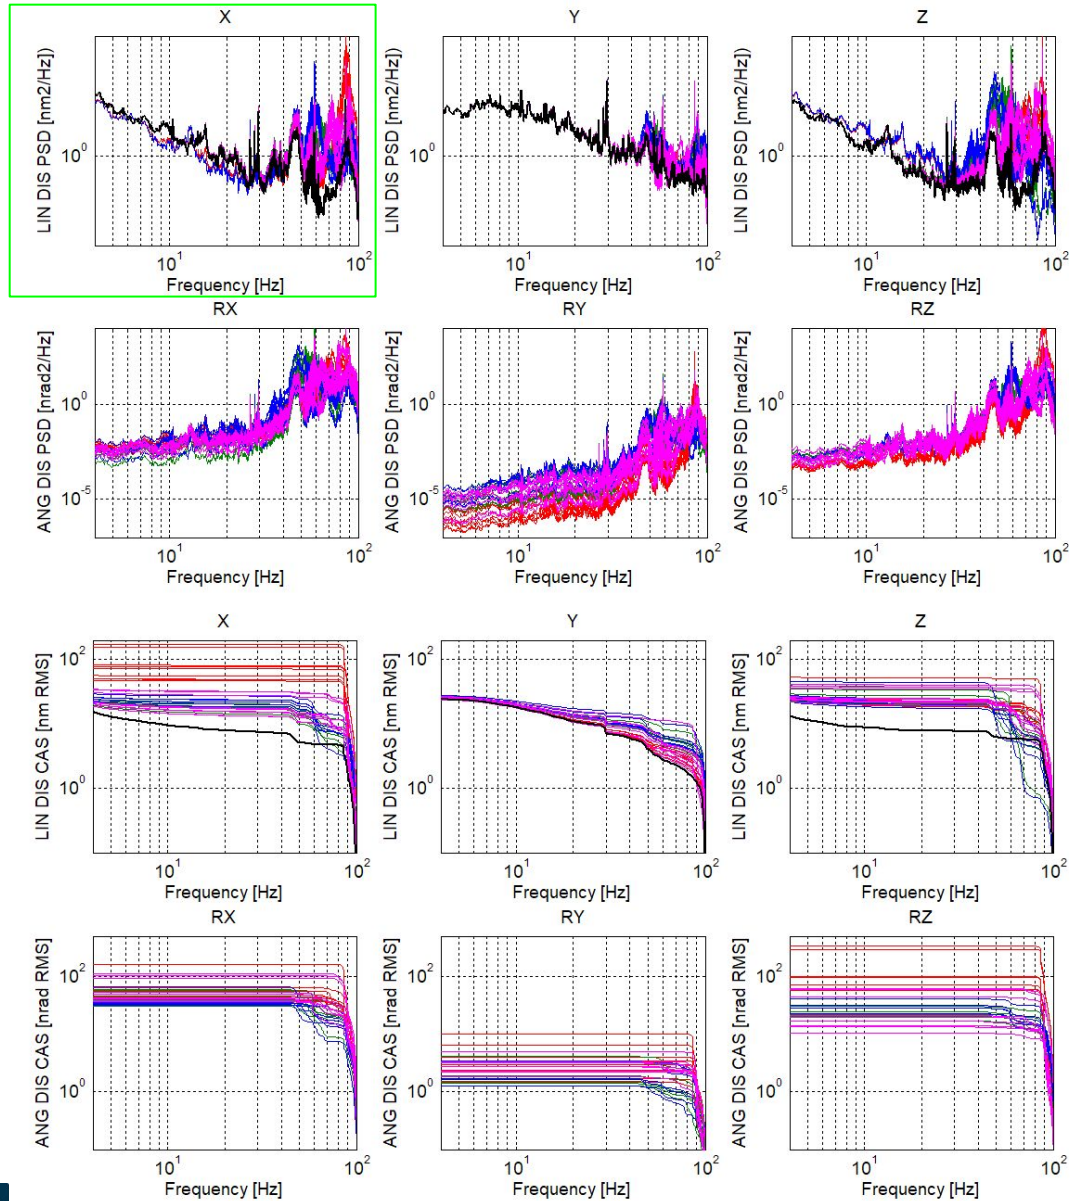 X Y Z
LIN DIS PSD [nm2/Hz] LIN DIS PSD [nm2/Hz] LIN DIS PSD [nm2/Hz]
10^0 10^0 10^0
10^1 10^2 10^1 10^2 10^1 10^2
Frequency [Hz] Frequency [Hz] Frequency [Hz]
RX RY RZ
ANG DIS PSD [nrad2/Hz] ANG DIS PSD [nrad2/Hz] ANG DIS PSD [nrad2/Hz]
10^0 10^0 10^0
10^-5 10^-5 10^-5
10^1 10^2 10^1 10^2 10^1 10^2
Frequency [Hz] Frequency [Hz] Frequency [Hz]
X Y Z
LIN DIS CAS [nm RMS] LIN DIS CAS [nm RMS] LIN DIS CAS [nm RMS]
10^2 10^2 10^2
10^0 10^0 10^0
10^1 10^2 10^1 10^2 10^1 10^2
Frequency [Hz] Frequency [Hz] Frequency [Hz]
RX RY RZ
ANG DIS CAS [nrad RMS] ANG DIS CAS [nrad RMS] ANG DIS CAS [nrad RMS]
10^2 10^2 10^2
10^0 10^0 10^0
10^1 10^2 10^1 10^2 10^1 10^2
Frequency [Hz] Frequency [Hz] Frequency [Hz]